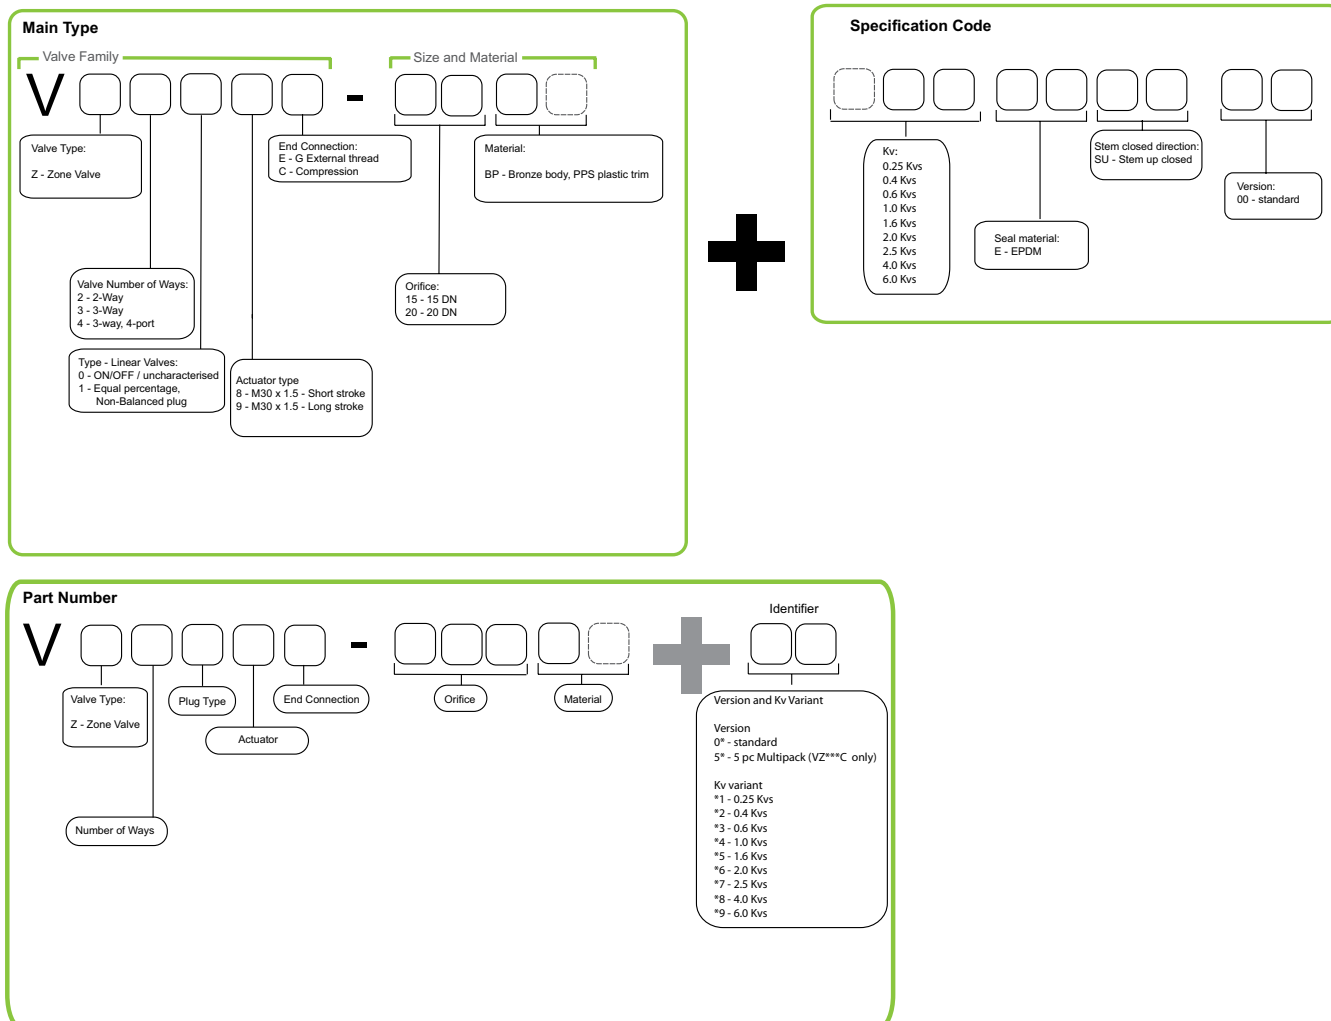 Main Type
Valve Family
Size and Material
V
-
Valve Type:
Z - Zone Valve
End Connection:
E - G External thread
C - Compression
Material:
BP - Bronze body, PPS plastic trim
Valve Number of Ways:
2 - 2-Way
3 - 3-Way
4 - 3-way, 4-port
Orifice:
15 - 15 DN
20 - 20 DN
Type - Linear Valves:
0 - ON/OFF / uncharacterised
1 - Equal percentage,
Non-Balanced plug
Actuator type
8 - M30 x 1.5 - Short stroke
9 - M30 x 1.5 - Long stroke
+
Specification Code
Kv:
0.25 Kvs
0.4 Kvs
0.6 Kvs
1.0 Kvs
1.6 Kvs
2.0 Kvs
2.5 Kvs
4.0 Kvs
6.0 Kvs
Seal material:
E - EPDM
Stem closed direction:
SU - Stem up closed
Version:
00 - standard
Part Number
V
-
+
Identifier
Valve Type:
Z - Zone Valve
Plug Type
End Connection
Orifice
Material
Actuator
Number of Ways
Version and Kv Variant
Version
0* - standard
5* - 5 pc Multipack (VZ***C only)
Kv variant
*1 - 0.25 Kvs
*2 - 0.4 Kvs
*3 - 0.6 Kvs
*4 - 1.0 Kvs
*5 - 1.6 Kvs
*6 - 2.0 Kvs
*7 - 2.5 Kvs
*8 - 4.0 Kvs
*9 - 6.0 Kvs